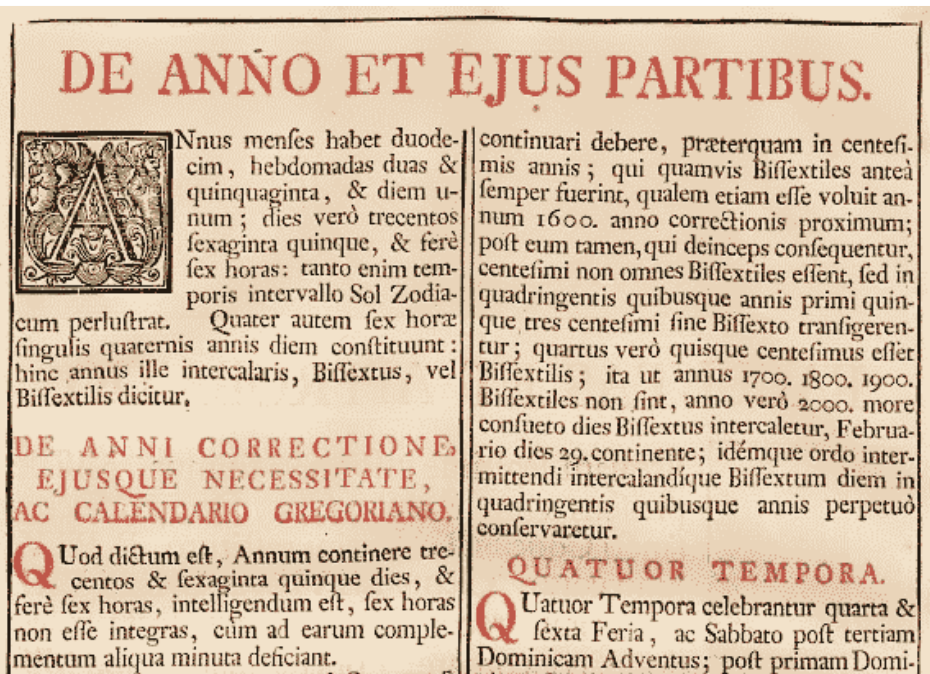 DE ANNO ET EJUS PARTIBUS.
ANnus menſes habet duode-
cim, hebdomadas duas &
quinquaginta, & diem u-
num; dies verò trecentos
ſexaginta quinque, & ferè
ſex horas: tanto enim tem-
poris intervallo Sol Zodia-
cum perluſtrat. Quater autem ſex horæ
ſingulis quaternis annis diem conſtituunt:
hinc annus ille intercalaris, Biſſextus, vel
Biſſextilis dicitur.
DE ANNI CORRECTIONE,
EJUSQUE NECESSITATE,
AC CALENDARIO GREGORIANO.
QUod dictum eſt, Annum continere tre-
centos & ſexaginta quinque dies, &
ferè ſex horas, intelligendum eſt, ſex horas
non eſſe integras, cùm ad earum comple-
mentum aliqua minuta deficiant.
continuari debere, præterquam in centeſi-
mis annis; qui quamvis Biſſextiles anteà
ſemper fuerint, qualem etiam eſſe voluit an-
num 1600. anno correctionis proximum;
poſt eum tamen, qui deinceps conſequentur,
centeſimi non omnes Biſſextiles eſſent, ſed in
quadringentis quibusque annis primi quin-
que tres centeſimi ſine Biſſexto tranſigeren-
tur; quartus verò quisque centeſimus eſſet
Biſſextilis; ita ut annus 1700. 1800. 1900.
Biſſextiles non ſint, anno verò 2000. more
conſueto dies Biſſextus intercaletur, Februa-
rio dies 29. continente; idémque ordo inter-
mittendi intercalandíque Biſſextum diem in
quadringentis quibusque annis perpetuò
conſervaretur.
QUATUOR TEMPORA.
QUatuor Tempora celebrantur quarta &
ſexta Feria, ac Sabbato poſt tertiam
Dominicam Adventus; poſt primam Domi-